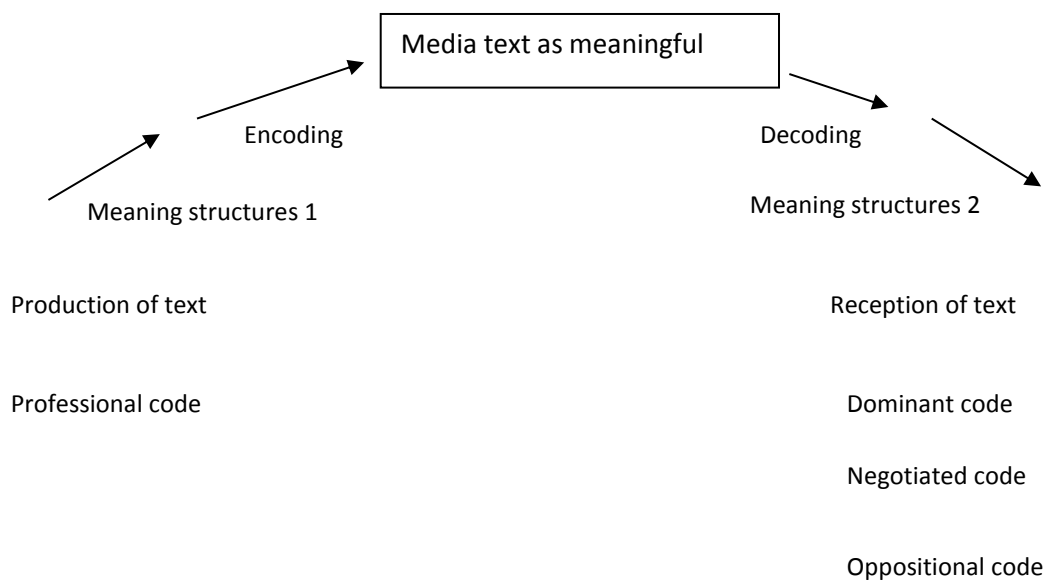 Media text as meaningful
Encoding
Decoding
Meaning structures 1
Meaning structures 2
Production of text
Reception of text
Professional code
Dominant code
Negotiated code
Oppositional code